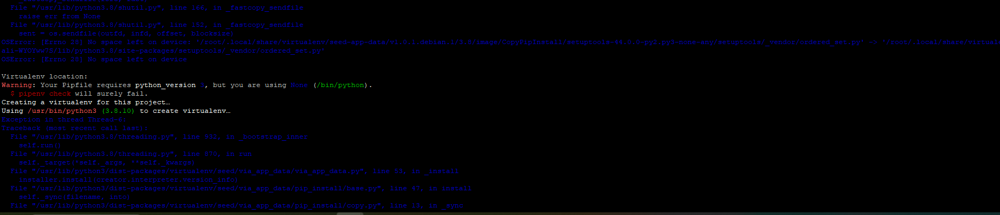 File "/usr/lib/python3.8/shutil.py", line 166, in _fastcopy_sendfile
raise err from None
File "/usr/lib/python3.8/shutil.py", line 152, in _fastcopy_sendfile
sent = os.sendfile(outfd, infd, offset, blocksize)
OSError: [Errno 28] No space left on device: '/root/.local/share/virtualenv/seed-app-data/v1.0.1.debian.1/3.8/image/CopyPipInstall/setuptools-44.0.0-py2.py3-none-any/setuptools/_vendor/ordered_set.py' -> '/root/.local/share/virtual
ali-NYOYww7S/lib/python3.8/site-packages/setuptools/_vendor/ordered_set.py'
OSError: [Errno 28] No space left on device
Virtualenv location:
Warning: Your Pipfile requires python_version 3, but you are using None (/bin/python).
$ pipenv check will surely fail.
Creating a virtualenv for this project…
Using /usr/bin/python3 (3.8.10) to create virtualenv…
Exception in thread Thread-6:
Traceback (most recent call last):
File "/usr/lib/python3.8/threading.py", line 932, in _bootstrap_inner
self.run()
File "/usr/lib/python3.8/threading.py", line 870, in run
self._target(*self._args, **self._kwargs)
File "/usr/lib/python3/dist-packages/virtualenv/seed/via_app_data/via_app_data.py", line 53, in _install
installer.install(creator.interpreter.version_info)
File "/usr/lib/python3/dist-packages/virtualenv/seed/via_app_data/pip_install/base.py", line 47, in install
self._sync(filename, into)
File "/usr/lib/python3/dist-packages/virtualenv/seed/via_app_data/pip_install/copy.py", line 13, in _sync